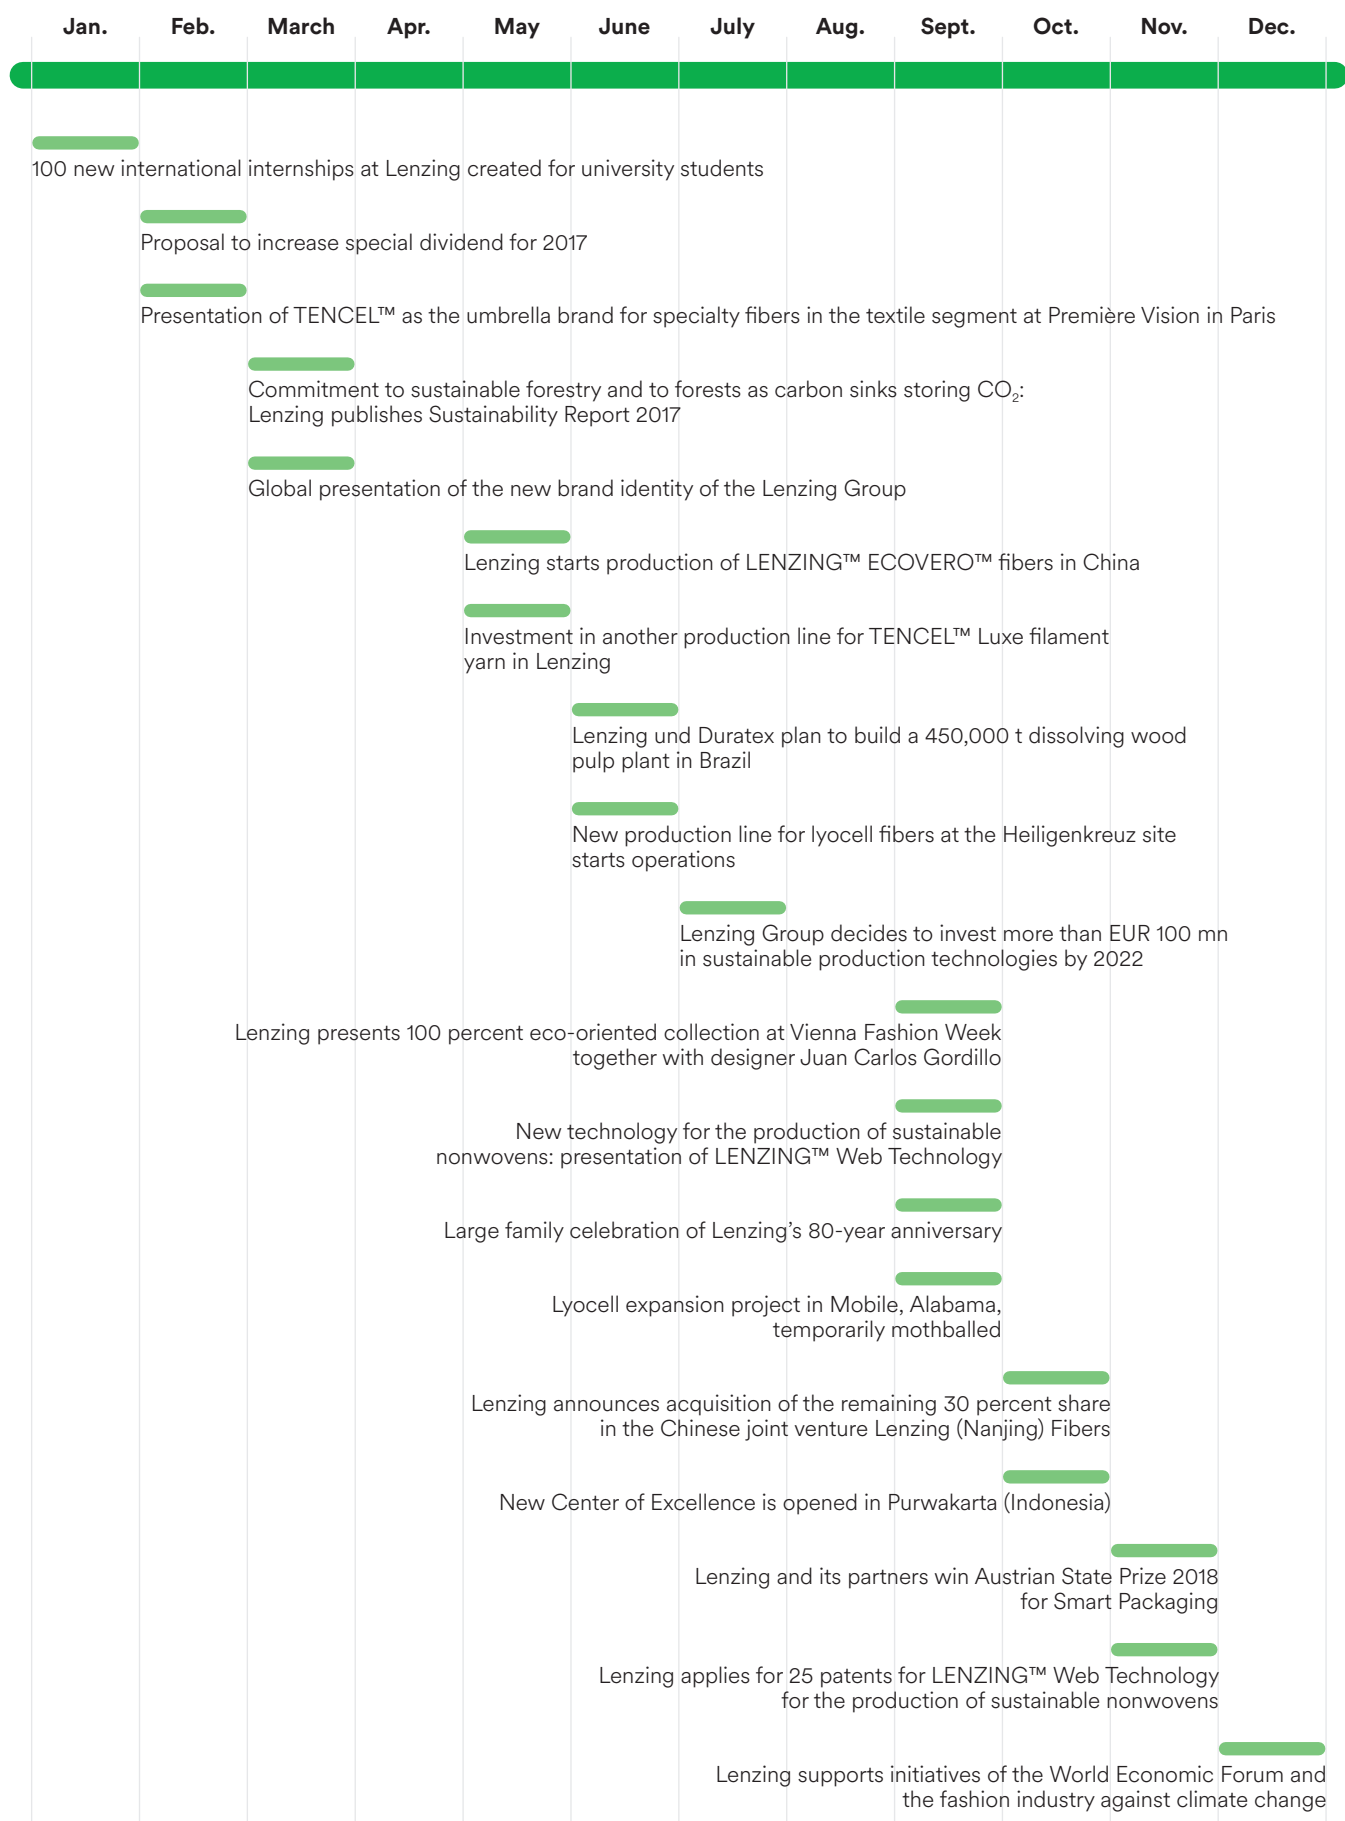 Jan. Feb. March Apr. May June July Aug. Sept. Oct. Nov. Dec.
100 new international internships at Lenzing created for university students
Proposal to increase special dividend for 2017
Presentation of TENCEL™ as the umbrella brand for specialty fibers in the textile segment at Première Vision in Paris
Commitment to sustainable forestry and to forests as carbon sinks storing CO₂:
Lenzing publishes Sustainability Report 2017
Global presentation of the new brand identity of the Lenzing Group
Lenzing starts production of LENZING™ ECOVERO™ fibers in China
Investment in another production line for TENCEL™ Luxe filament
yarn in Lenzing
Lenzing und Duratex plan to build a 450,000 t dissolving wood
pulp plant in Brazil
New production line for lyocell fibers at the Heiligenkreuz site
starts operations
Lenzing Group decides to invest more than EUR 100 mn
in sustainable production technologies by 2022
Lenzing presents 100 percent eco-oriented collection at Vienna Fashion Week
together with designer Juan Carlos Gordillo
New technology for the production of sustainable
nonwovens: presentation of LENZING™ Web Technology
Large family celebration of Lenzing’s 80-year anniversary
Lyocell expansion project in Mobile, Alabama,
temporarily mothballed
Lenzing announces acquisition of the remaining 30 percent share
in the Chinese joint venture Lenzing (Nanjing) Fibers
New Center of Excellence is opened in Purwakarta (Indonesia)
Lenzing and its partners win Austrian State Prize 2018
for Smart Packaging
Lenzing applies for 25 patents for LENZING™ Web Technology
for the production of sustainable nonwovens
Lenzing supports initiatives of the World Economic Forum and
the fashion industry against climate change